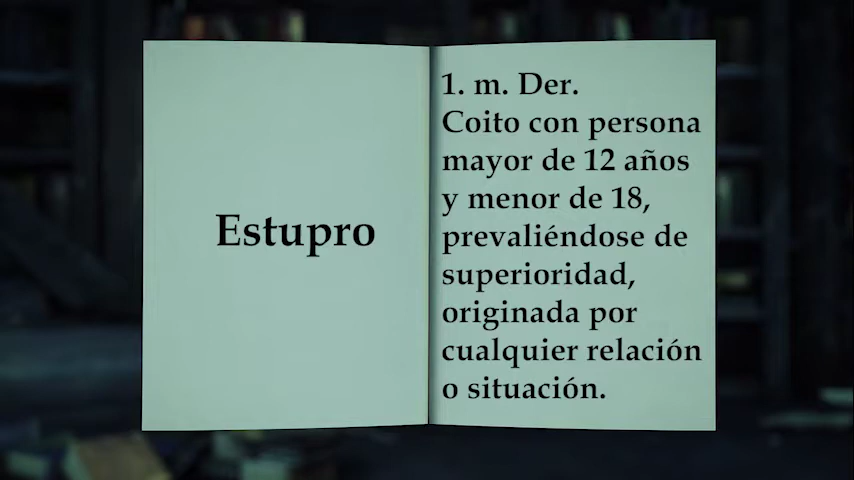 Estupro
1. m. Der.
Coito con persona
mayor de 12 años
y menor de 18,
prevaliéndose de
superioridad,
originada por
cualquier relación
o situación.